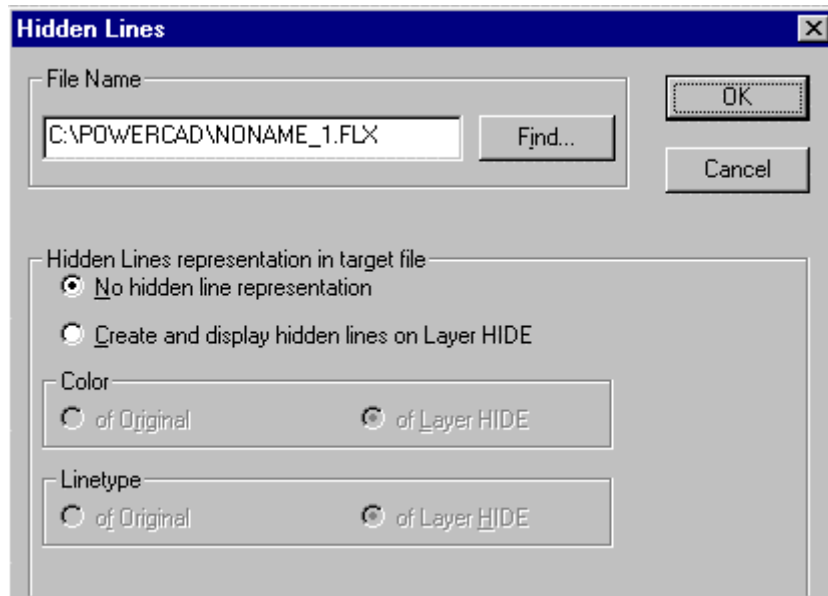 Hidden Lines
File Name
C:\POWERCAD\NONAME_1.FLX
Find...
OK
Cancel
Hidden Lines representation in target file
No hidden line representation
Create and display hidden lines on Layer HIDE
Color
of Original
of Layer HIDE
Linetype
of Original
of Layer HIDE